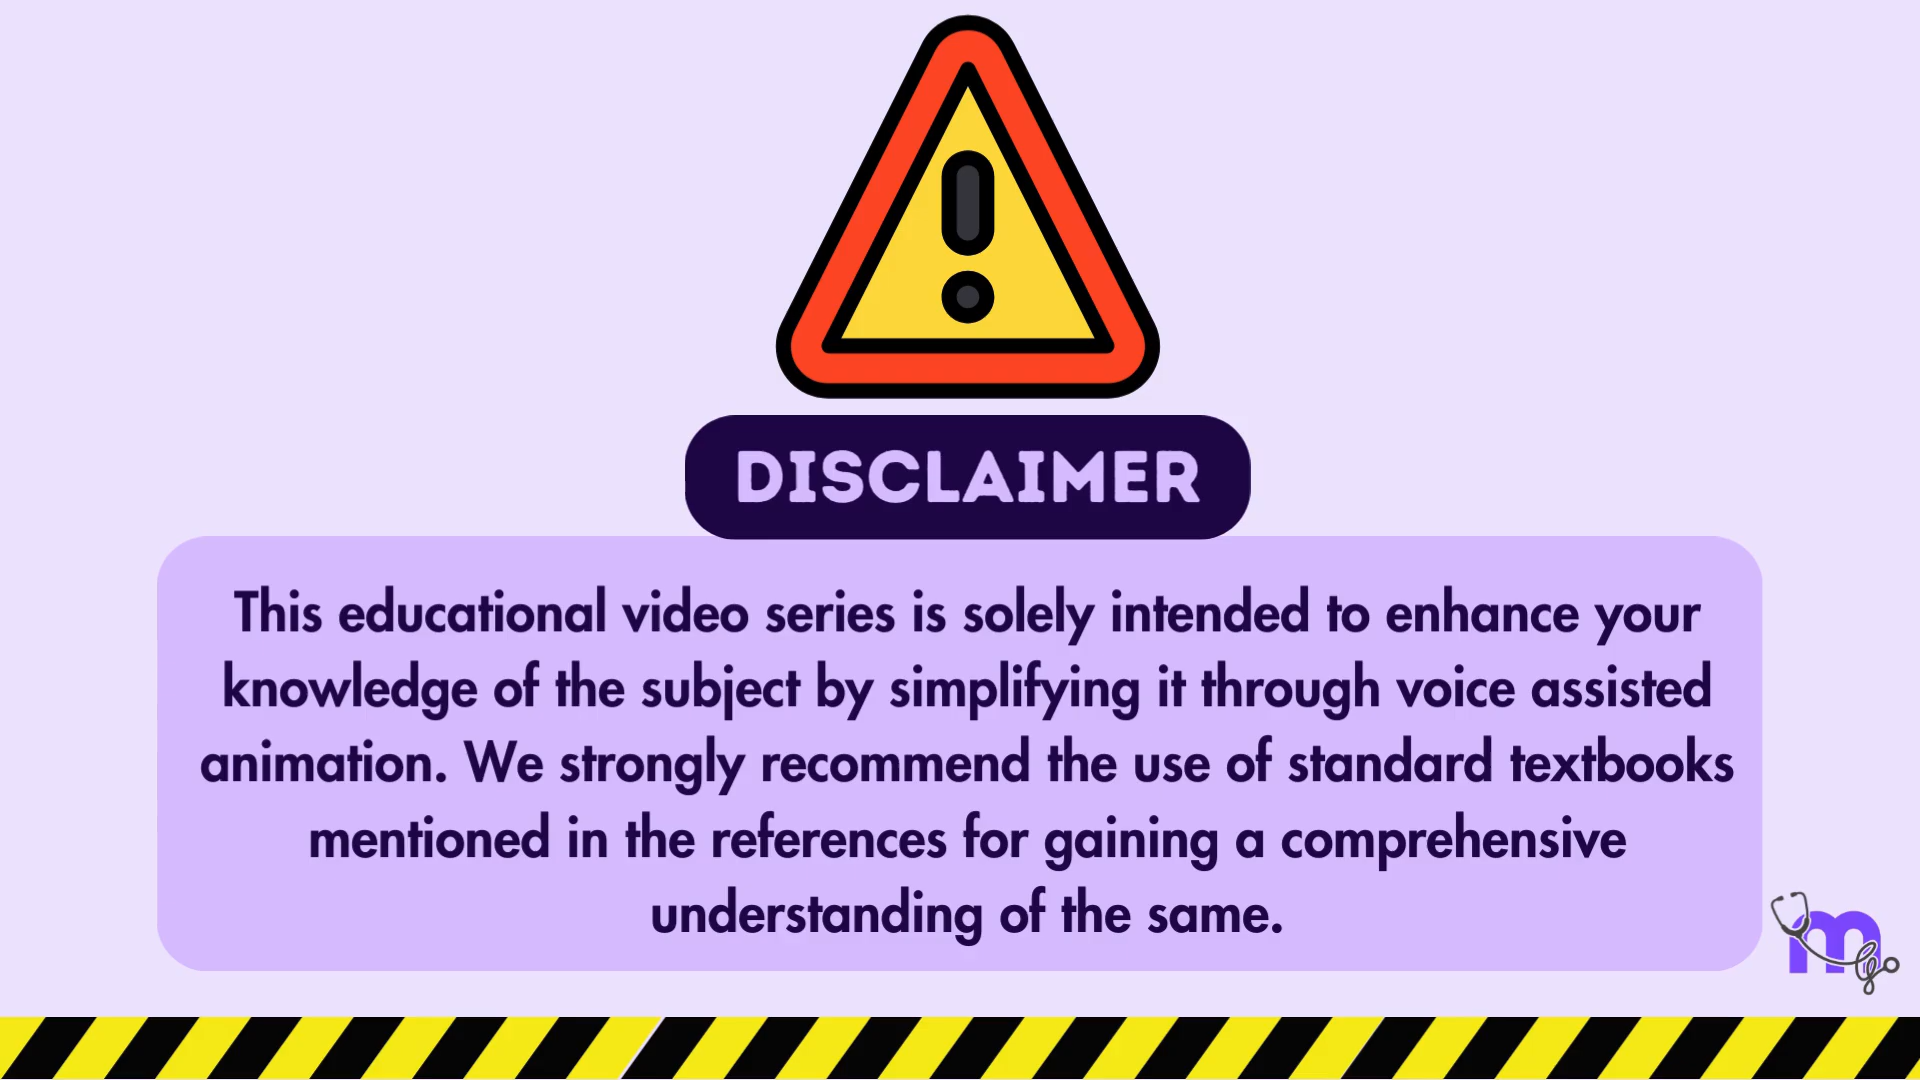 DISCLAIMER
This educational video series is solely intended to enhance your
knowledge of the subject by simplifying it through voice assisted
animation. We strongly recommend the use of standard textbooks
mentioned in the references for gaining a comprehensive
understanding of the same.
m
go